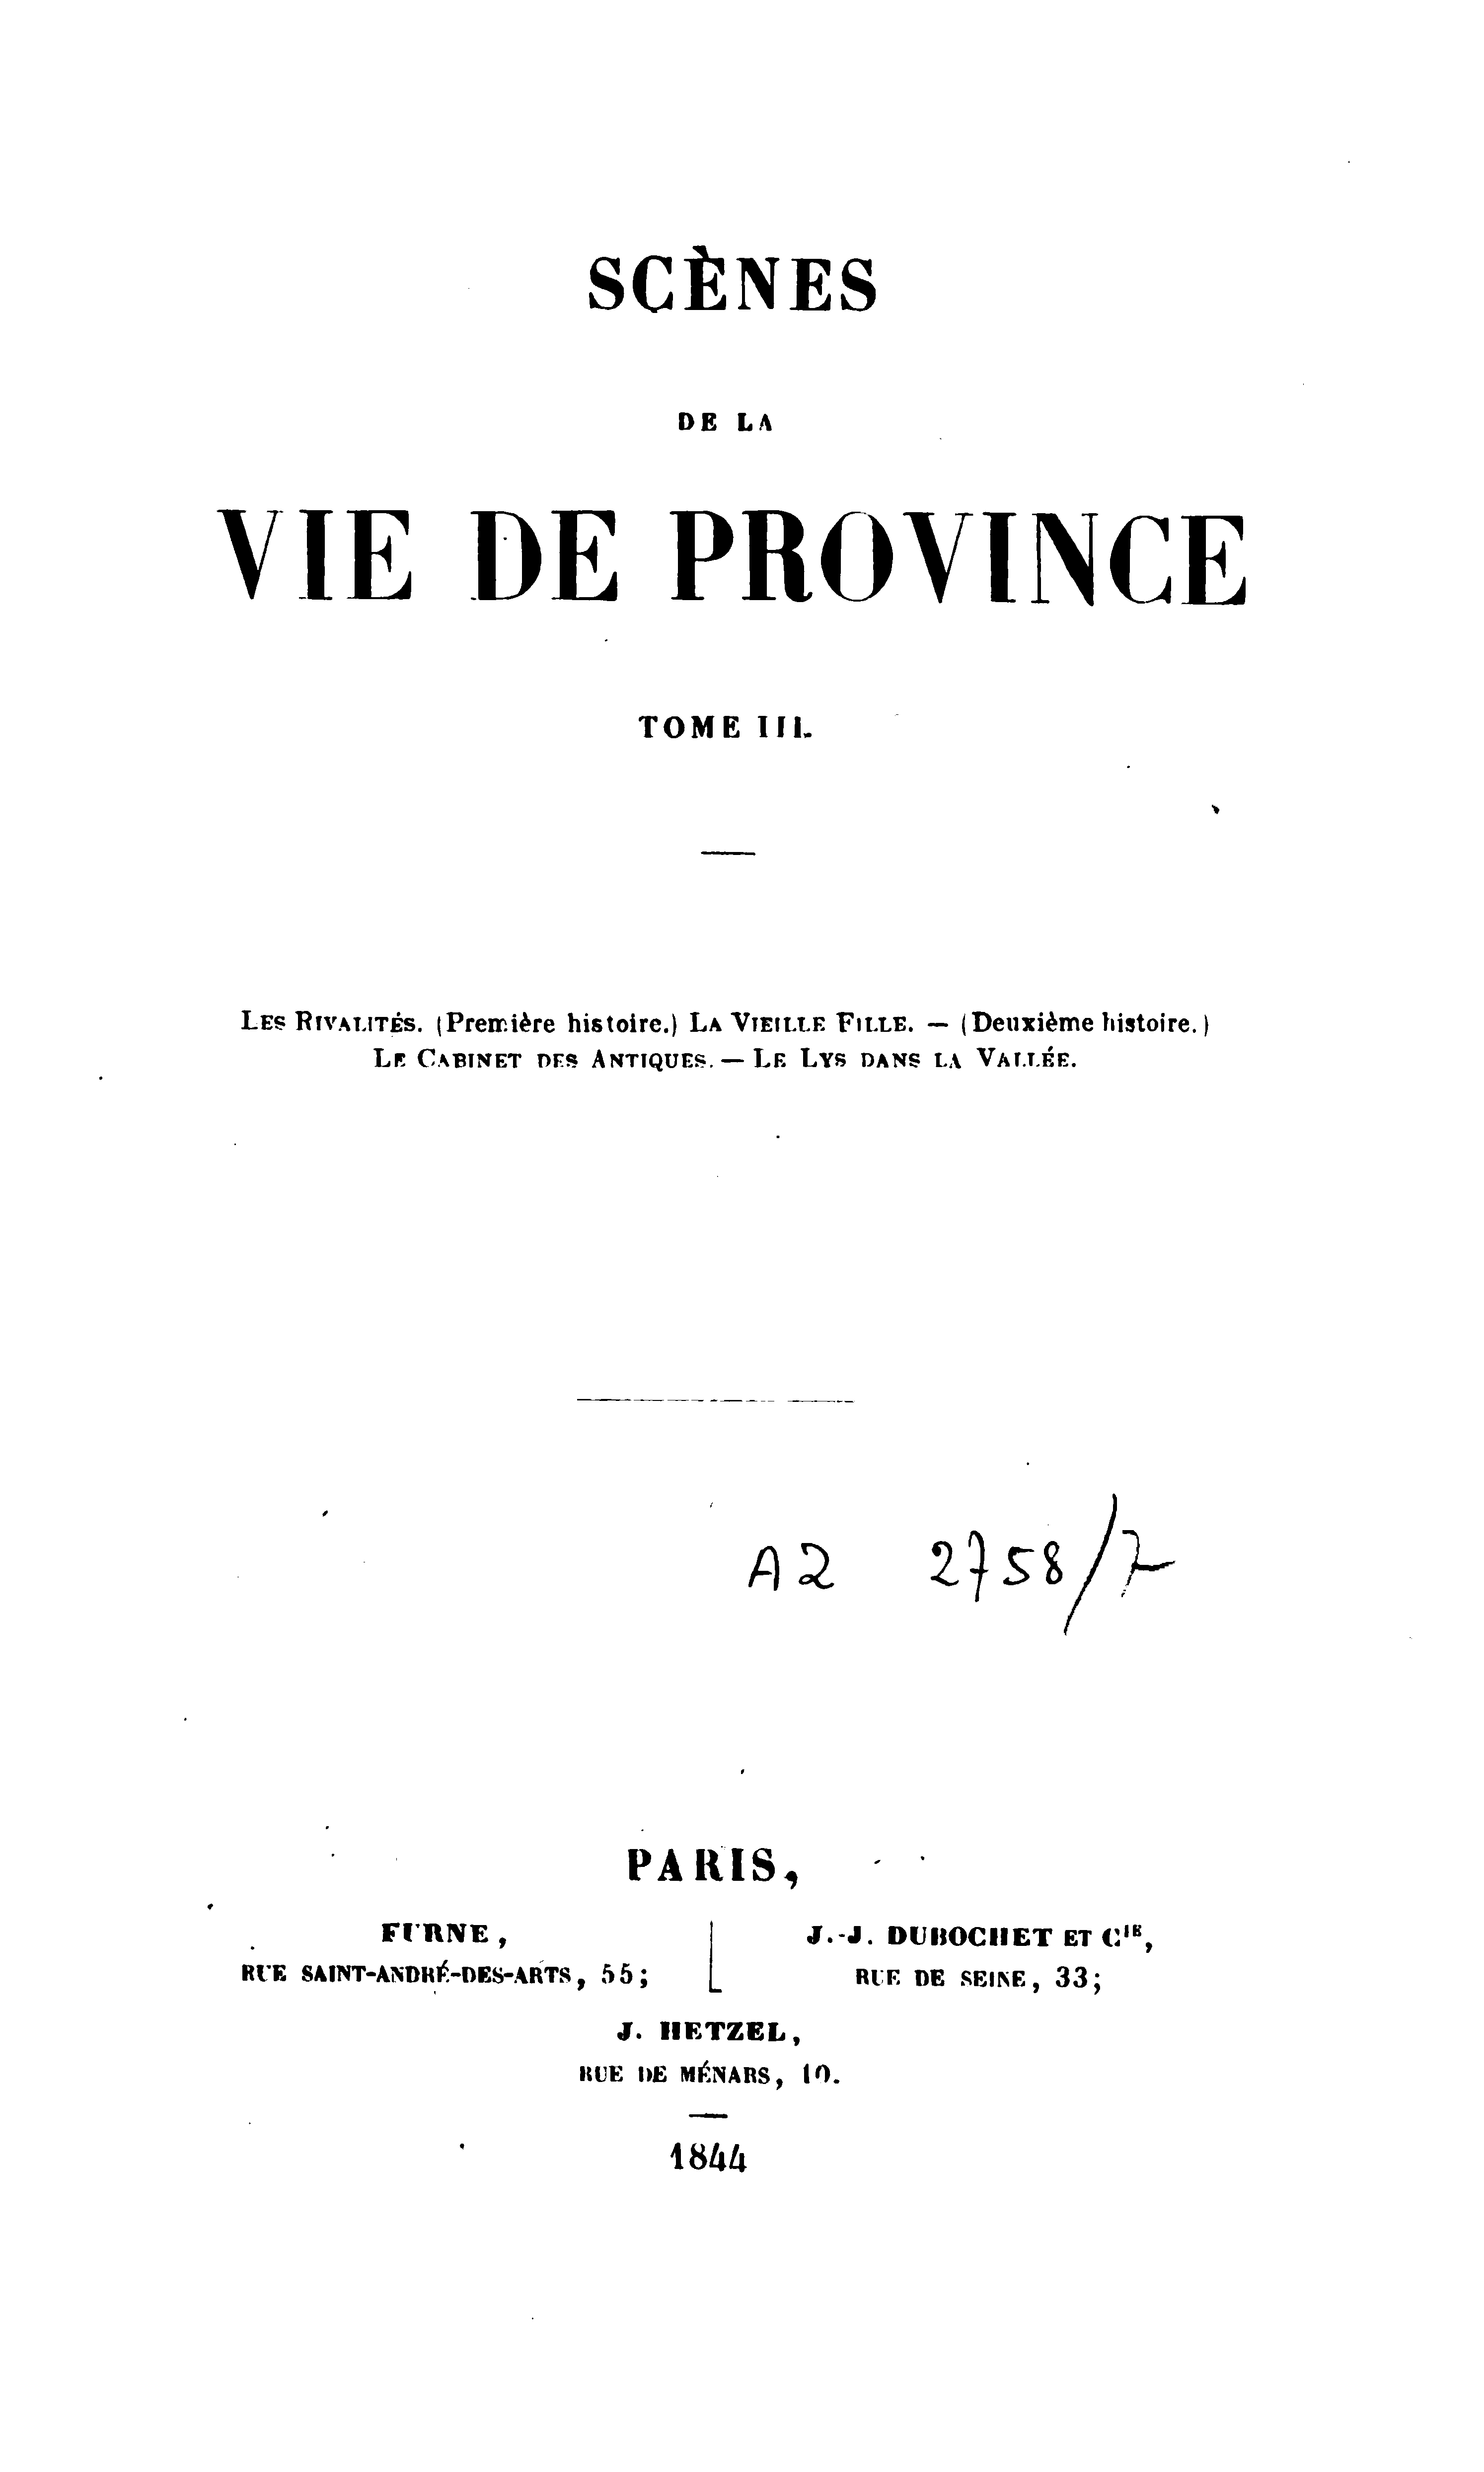 SCÈNES
DE LA
VIE DE PROVINCE
TOME III.
LES RIVALITÉS. (Première histoire.) LA VIEILLE FILLE. — (Deuxième histoire.)
LE CABINET DES ANTIQUES. — LE LYS DANS LA VALLÉE.
A2 2758/7
PARIS,
FURNE,
RUE SAINT-ANDRÉ-DES-ARTS, 55;
J.-J. DUBOCHET ET CIE,
RUE DE SEINE, 33;
J. HETZEL,
RUE DE MÉNARS, 10.
1844